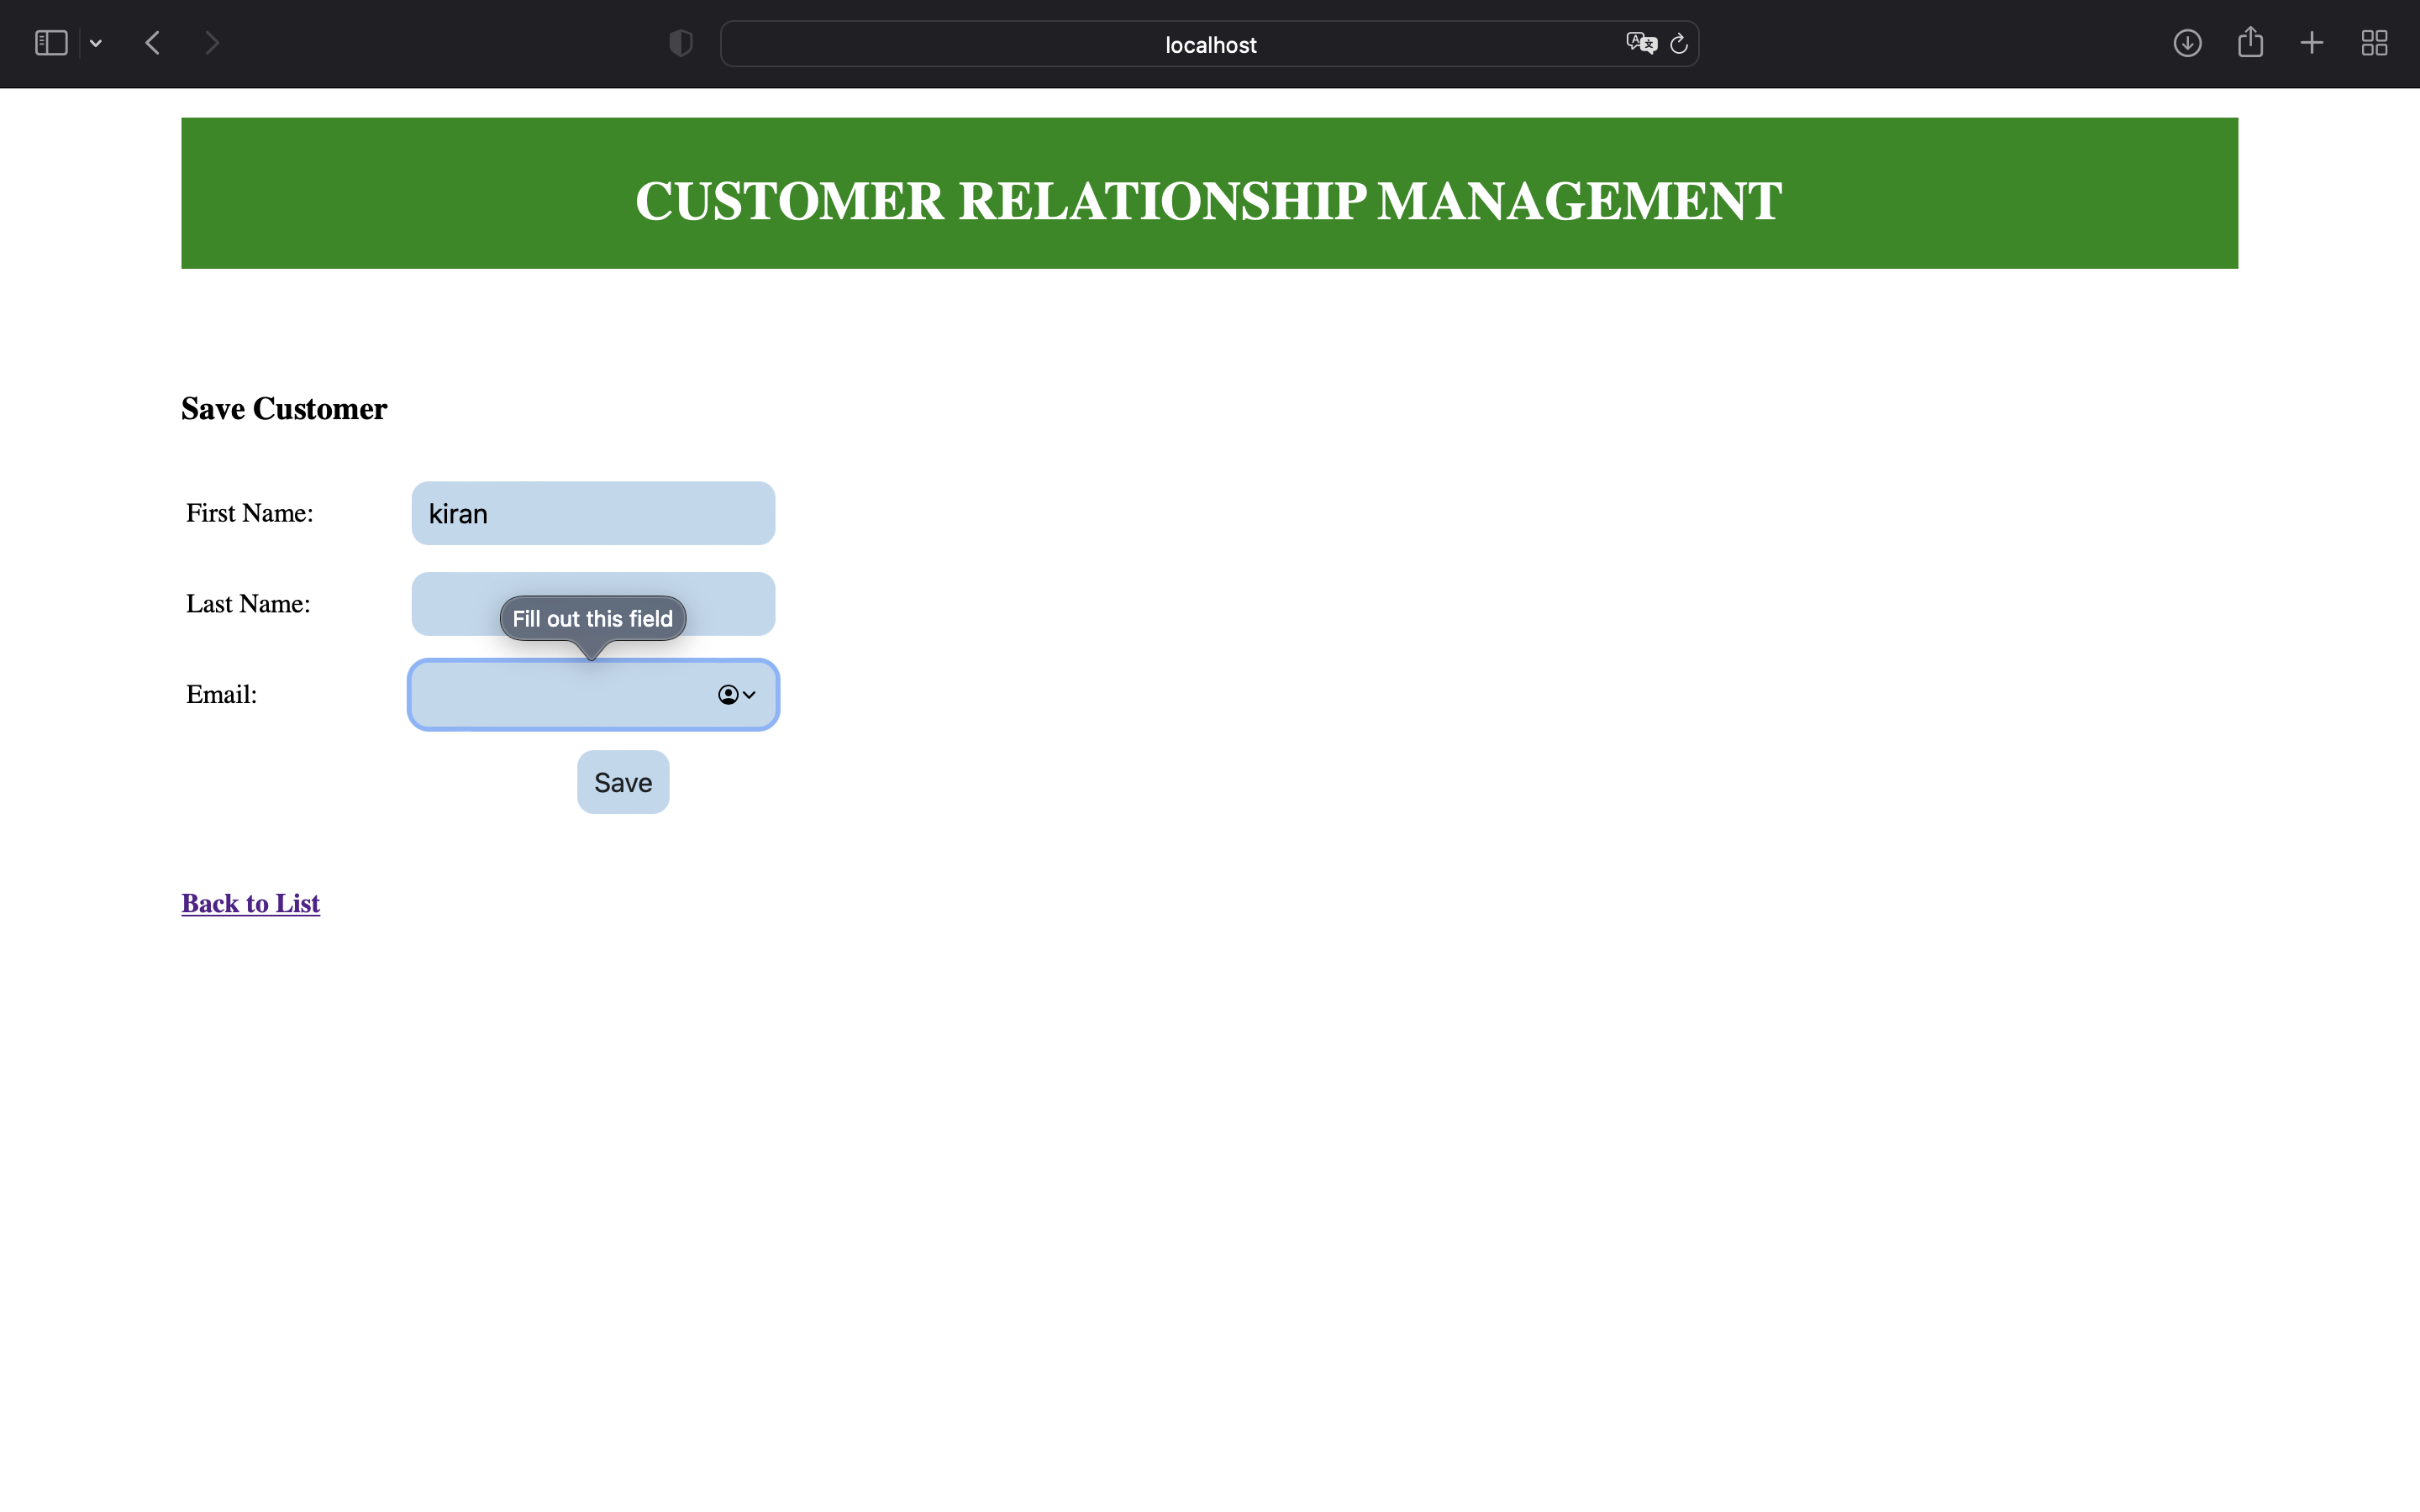 localhost
CUSTOMER RELATIONSHIP MANAGEMENT
Save Customer
First Name:
kiran
Last Name:
Fill out this field
Email:
Save
Back to List